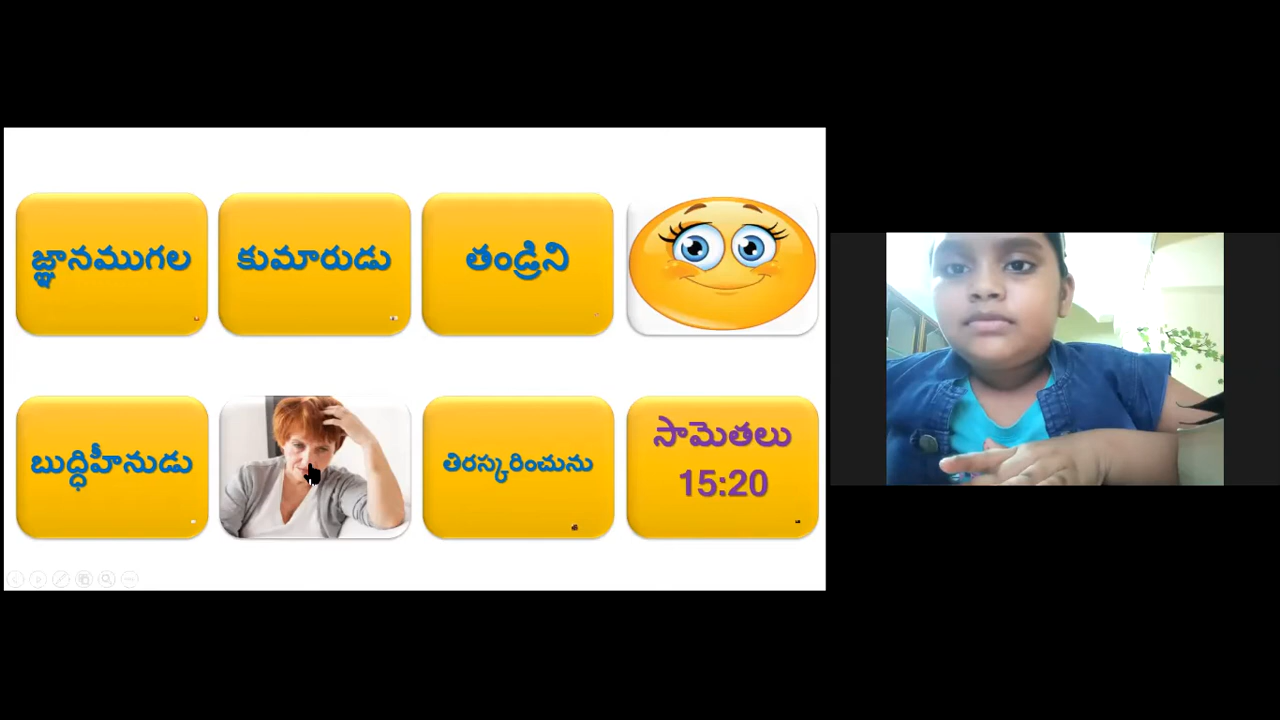 జ్ఞానముగల
కుమారుడు
తండ్రిని
బుద్ధిహీనుడు
తిరస్కరించును
సామెతలు
15:20